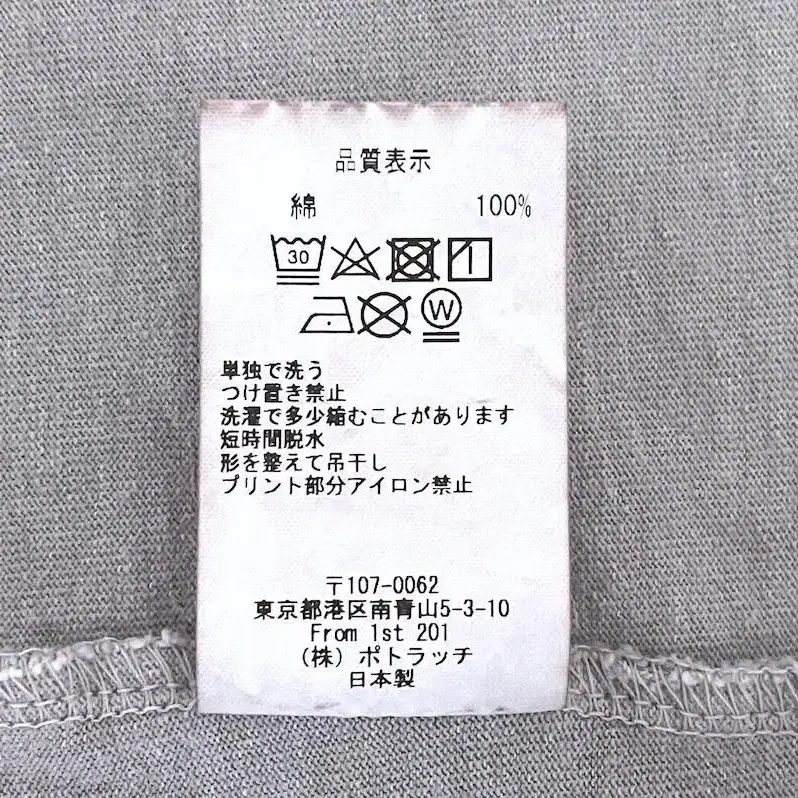 品質表示
綿 100%
30
W
単独で洗う
つけ置き禁止
洗濯で多少縮むことがあります
短時間脱水
形を整えて吊干し
プリント部分アイロン禁止
〒107-0062
東京都港区南青山5-3-10
From 1st 201
(株) ポトラッチ
日本製